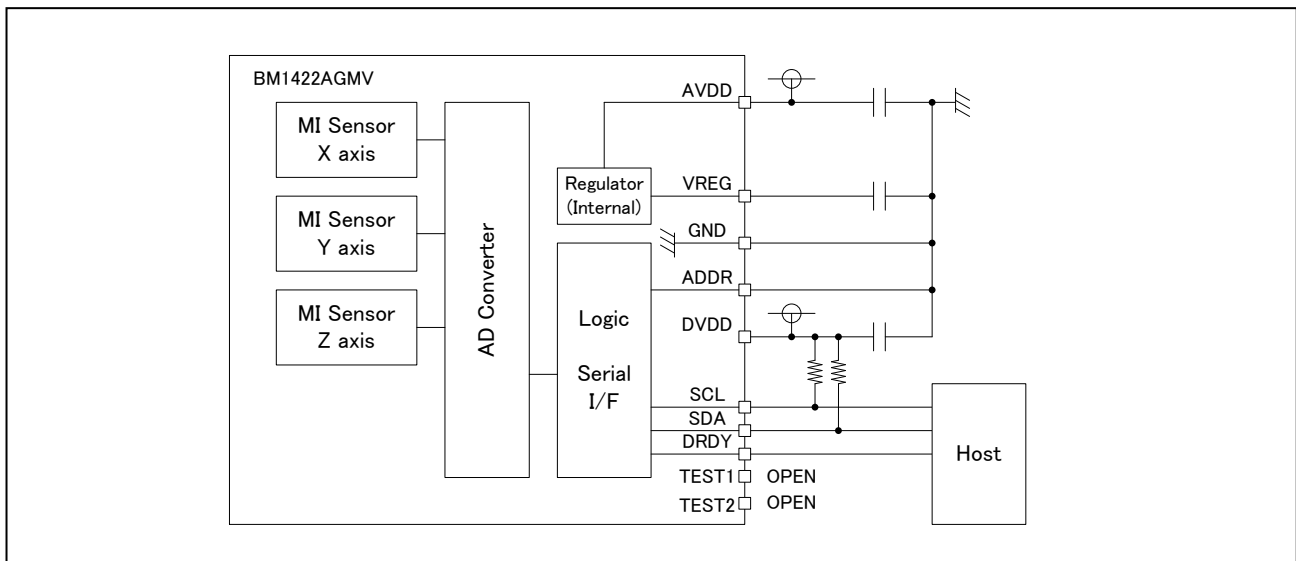 BM1422AGMV
MI Sensor
X axis
MI Sensor
Y axis
MI Sensor
Z axis
AD Converter
Regulator
(Internal)
Logic
Serial
I/F
AVDD
VREG
GND
ADDR
DVDD
SCL
SDA
DRDY
TEST1 OPEN
TEST2 OPEN
Host